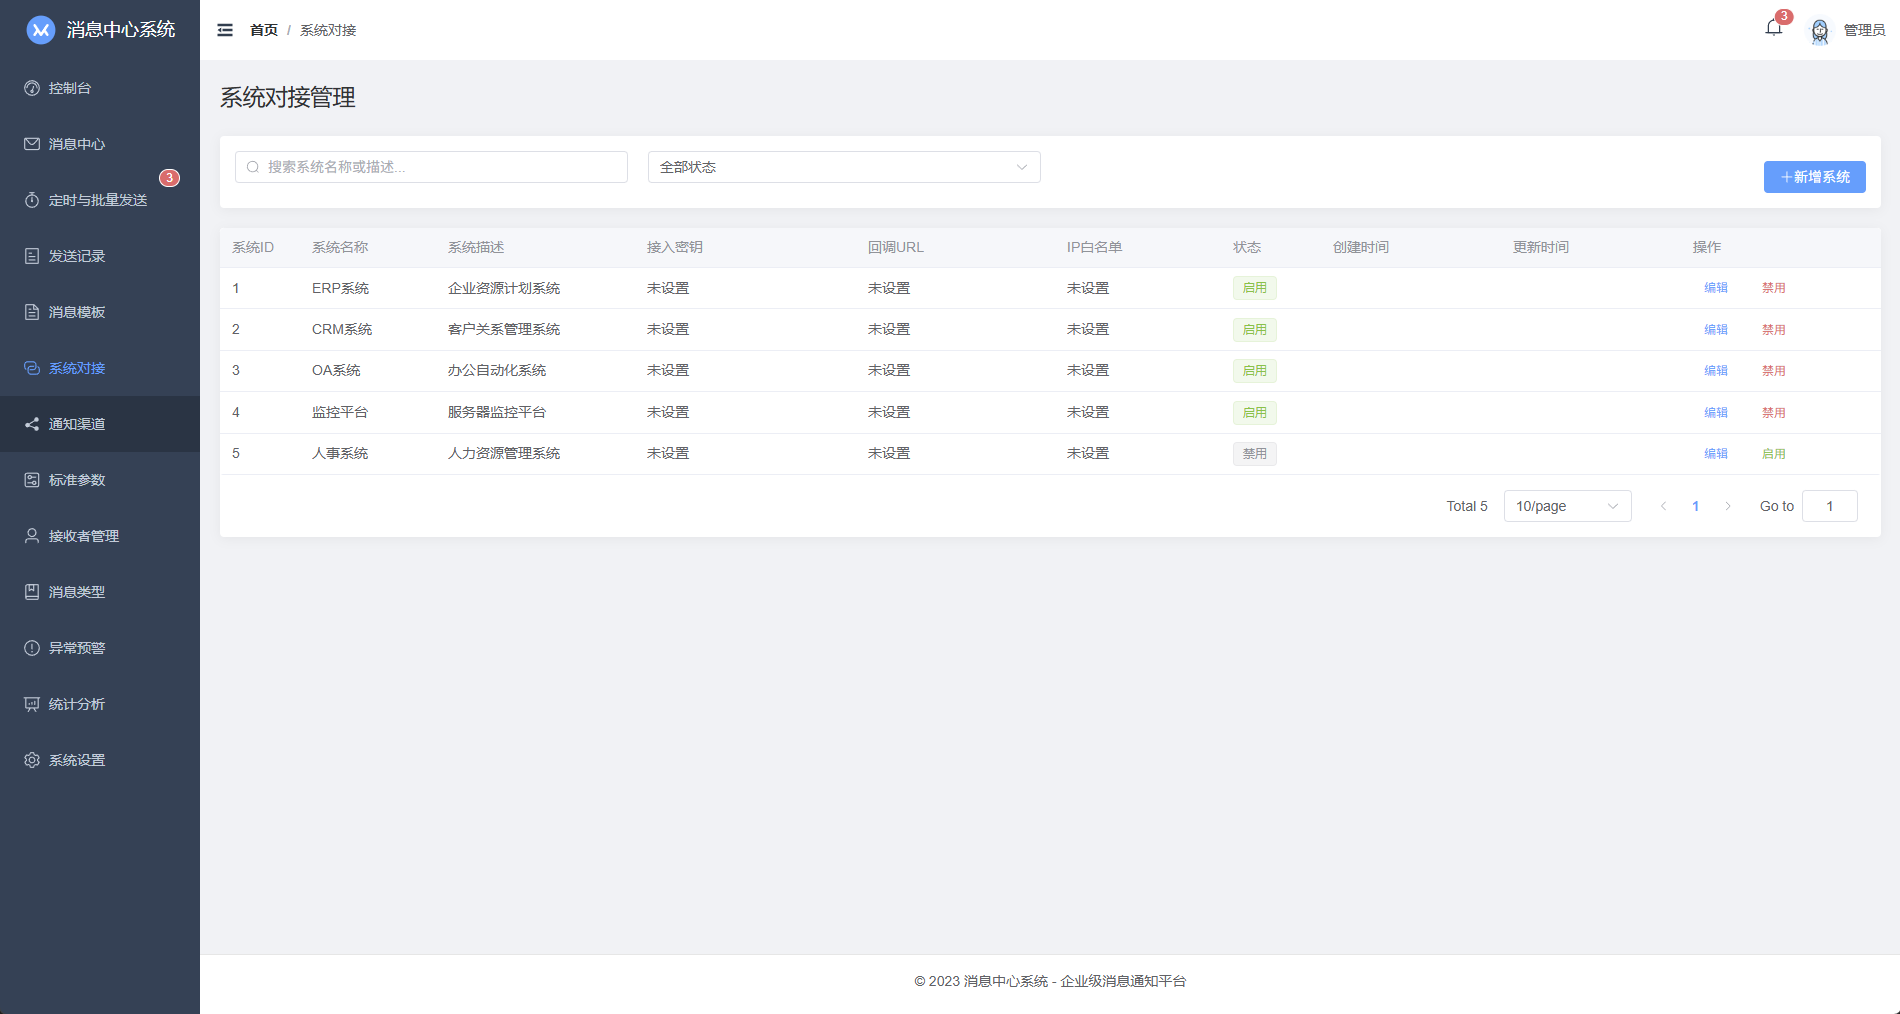 消息中心系统
首页 / 系统对接
3
管理员
控制台
消息中心
3
定时与批量发送
发送记录
消息模板
系统对接
通知渠道
标准参数
接收者管理
消息类型
异常预警
统计分析
系统设置
系统对接管理
搜索系统名称或描述...
全部状态
新增系统
系统ID 系统名称 系统描述 接入密钥 回调URL IP白名单 状态 创建时间 更新时间 操作
1 ERP系统 企业资源计划系统 未设置 未设置 未设置 启用 编辑 禁用
2 CRM系统 客户关系管理系统 未设置 未设置 未设置 启用 编辑 禁用
3 OA系统 办公自动化系统 未设置 未设置 未设置 启用 编辑 禁用
4 监控平台 服务器监控平台 未设置 未设置 未设置 启用 编辑 禁用
5 人事系统 人力资源管理系统 未设置 未设置 未设置 禁用 编辑 启用
Total 5 10/page 1 Go to 1
© 2023 消息中心系统 - 企业级消息通知平台